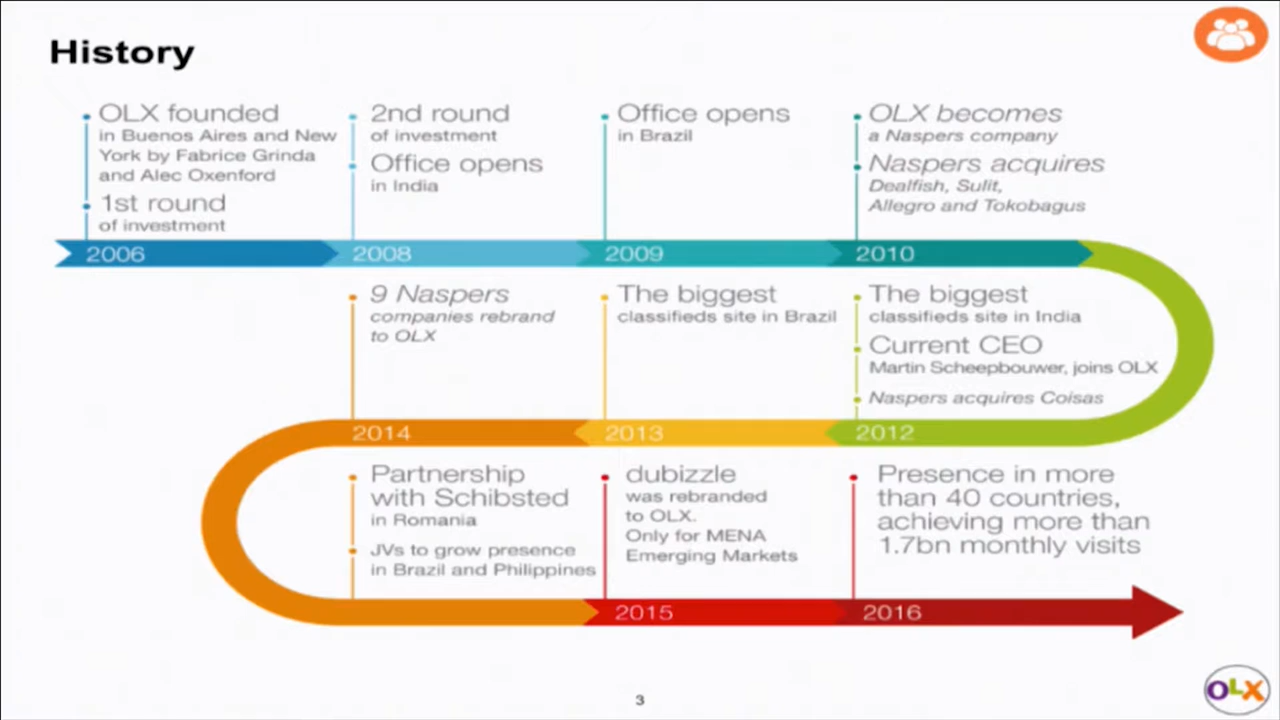 History
OLX founded
in Buenos Aires and New
York by Fabrice Grinda
and Alec Oxenford
1st round
of investment
2006
2nd round
of investment
Office opens
in India
2008
Office opens
in Brazil
2009
OLX becomes
a Naspers company
Naspers acquires
Dealfish, Sulit,
Allegro and Tokobagus
2010
The biggest
classifieds site in India
Current CEO
Martin Scheepbouwer, joins OLX
Naspers acquires Coisas
2012
The biggest
classifieds site in Brazil
2013
9 Naspers
companies rebrand
to OLX
2014
Partnership
with Schibsted
in Romania
JVs to grow presence
in Brazil and Philippines
dubizzle
was rebranded
to OLX.
Only for MENA
Emerging Markets
2015
Presence in more
than 40 countries,
achieving more than
1.7bn monthly visits
2016
3
OLX